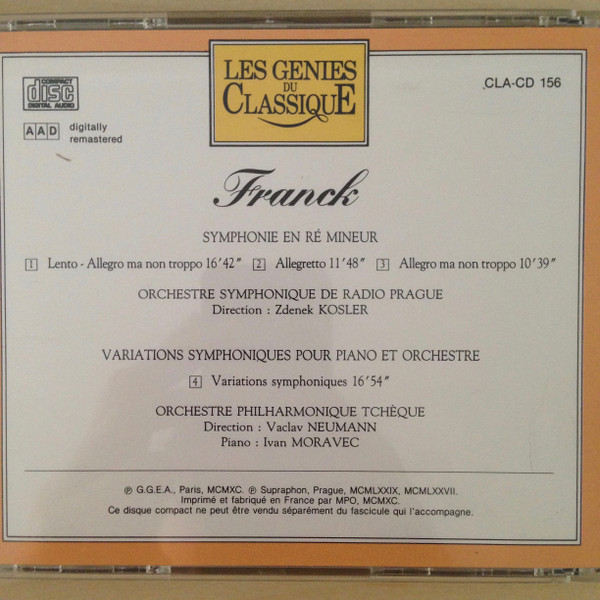 LES GENIES
DU
CLASSIQUE
COMPACT
disc
DIGITAL AUDIO
CLA-CD 156
AAD digitally
remastered
Franck
SYMPHONIE EN RÉ MINEUR
1 Lento - Allegro ma non troppo 16'42" 2 Allegretto 11'48" 3 Allegro ma non troppo 10'39"
ORCHESTRE SYMPHONIQUE DE RADIO PRAGUE
Direction : Zdenek KOSLER
VARIATIONS SYMPHONIQUES POUR PIANO ET ORCHESTRE
4 Variations symphoniques 16'54"
ORCHESTRE PHILHARMONIQUE TCHÈQUE
Direction : Vaclav NEUMANN
Piano : Ivan MORAVEC
℗ G.G.E.A., Paris, MCMXC. ℗ Supraphon, Prague, MCMLXXIX, MCMLXXVII.
Imprimé et fabriqué en France par MPO, MCMXC.
Ce disque compact ne peut être vendu séparément du fascicule qui l'accompagne.